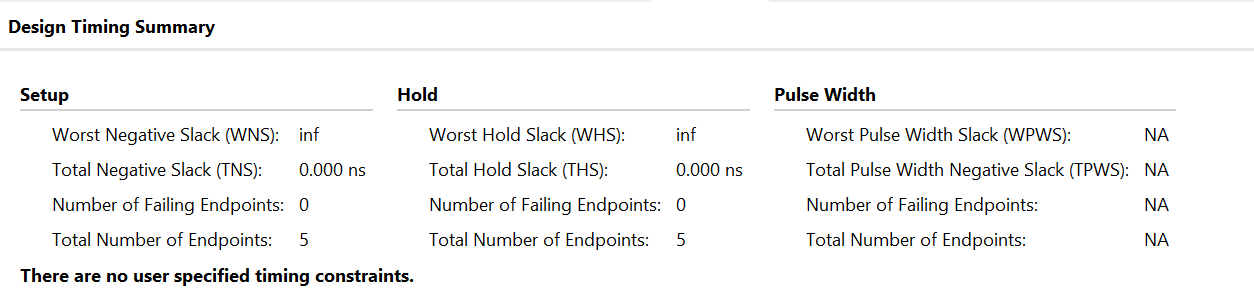 Design Timing Summary
Setup Hold Pulse Width
Worst Negative Slack (WNS): inf Worst Hold Slack (WHS): inf Worst Pulse Width Slack (WPWS): NA
Total Negative Slack (TNS): 0.000 ns Total Hold Slack (THS): 0.000 ns Total Pulse Width Negative Slack (TPWS): NA
Number of Failing Endpoints: 0 Number of Failing Endpoints: 0 Number of Failing Endpoints: NA
Total Number of Endpoints: 5 Total Number of Endpoints: 5 Total Number of Endpoints: NA
There are no user specified timing constraints.